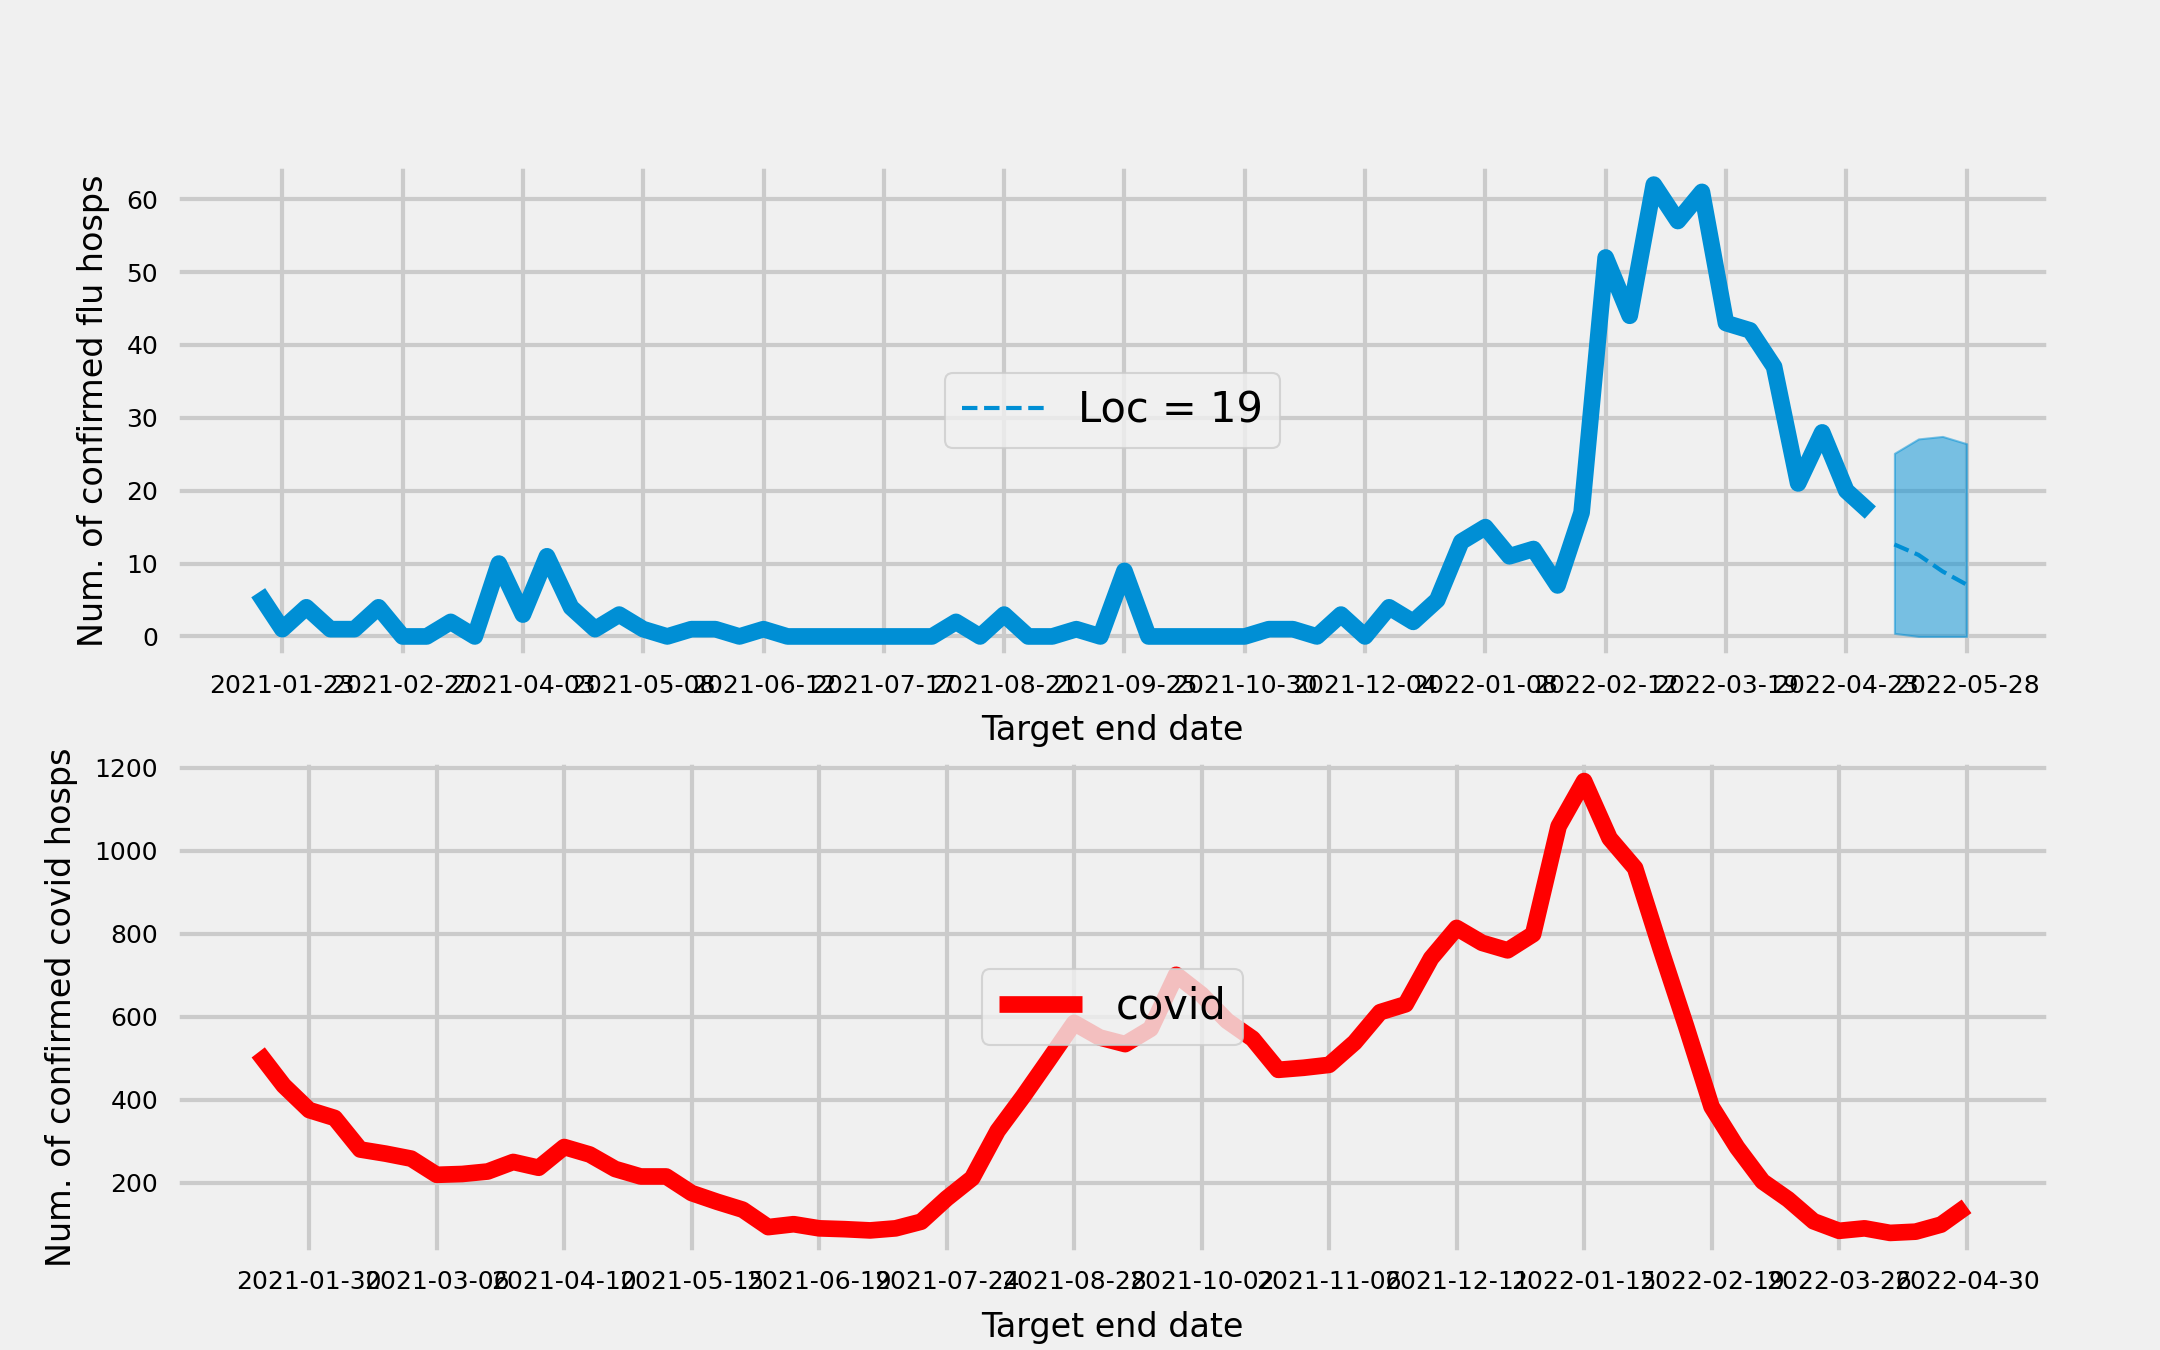 Num. of confirmed flu hosps
60
50
40
30
20
10
0
Loc = 19
2021-01-23 2021-02-27 2021-04-03 2021-05-08 2021-06-12 2021-07-17 2021-08-21 2021-09-25 2021-10-30 2021-12-04 2022-01-08 2022-02-12 2022-03-19 2022-04-23 2022-05-28
Target end date
Num. of confirmed covid hosps
1200
1000
800
600
400
200
covid
2021-01-30 2021-03-06 2021-04-10 2021-05-15 2021-06-19 2021-07-24 2021-08-28 2021-10-02 2021-11-06 2021-12-11 2022-01-15 2022-02-19 2022-03-26 2022-04-30
Target end date